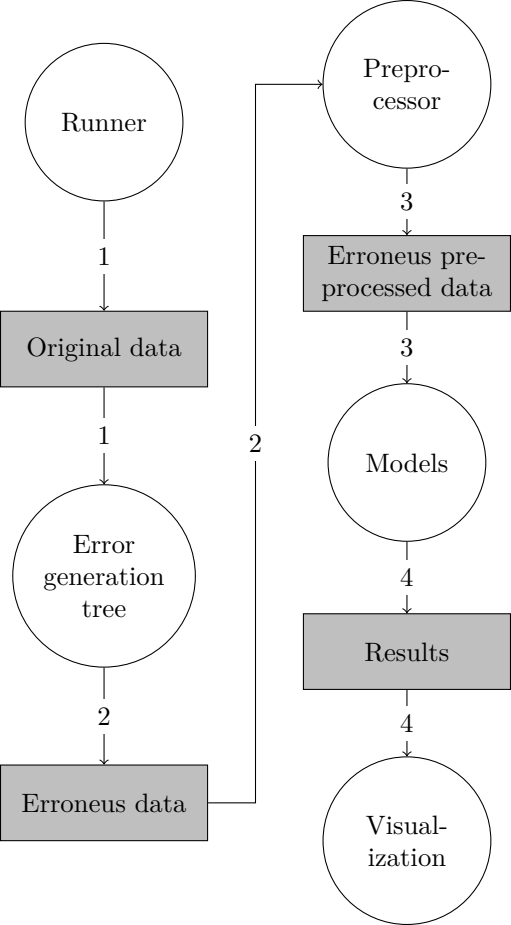 Runner
1
Original data
1
Error
generation
tree
2
Erroneus data
2
Prepro-
cessor
3
Erroneus pre-
processed data
3
Models
4
Results
4
Visual-
ization